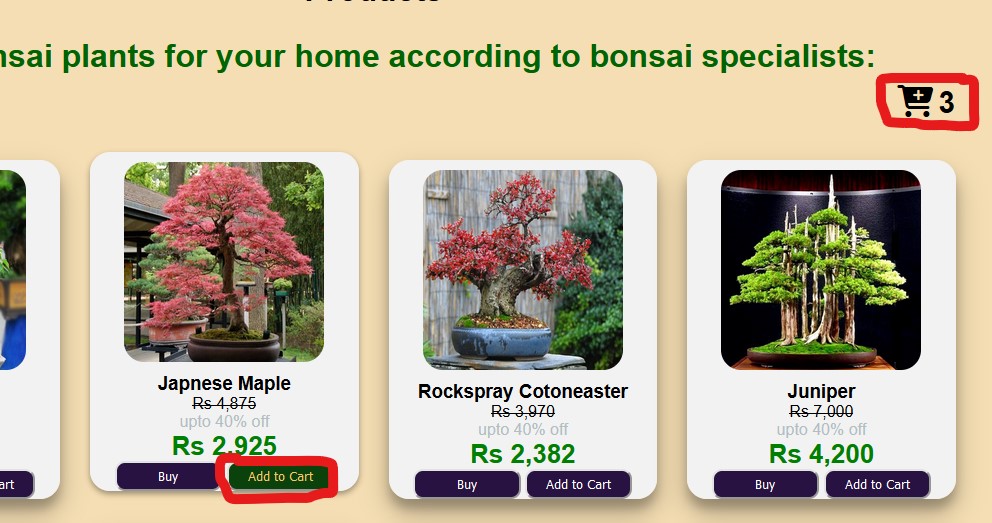 nsai plants for your home according to bonsai specialists:
3
Japnese Maple
Rs 4,875
upto 40% off
Rs 2,925
Buy Add to Cart
Rockspray Cotoneaster
Rs 3,970
upto 40% off
Rs 2,382
Buy Add to Cart
Juniper
Rs 7,000
upto 40% off
Rs 4,200
Buy Add to Cart
art